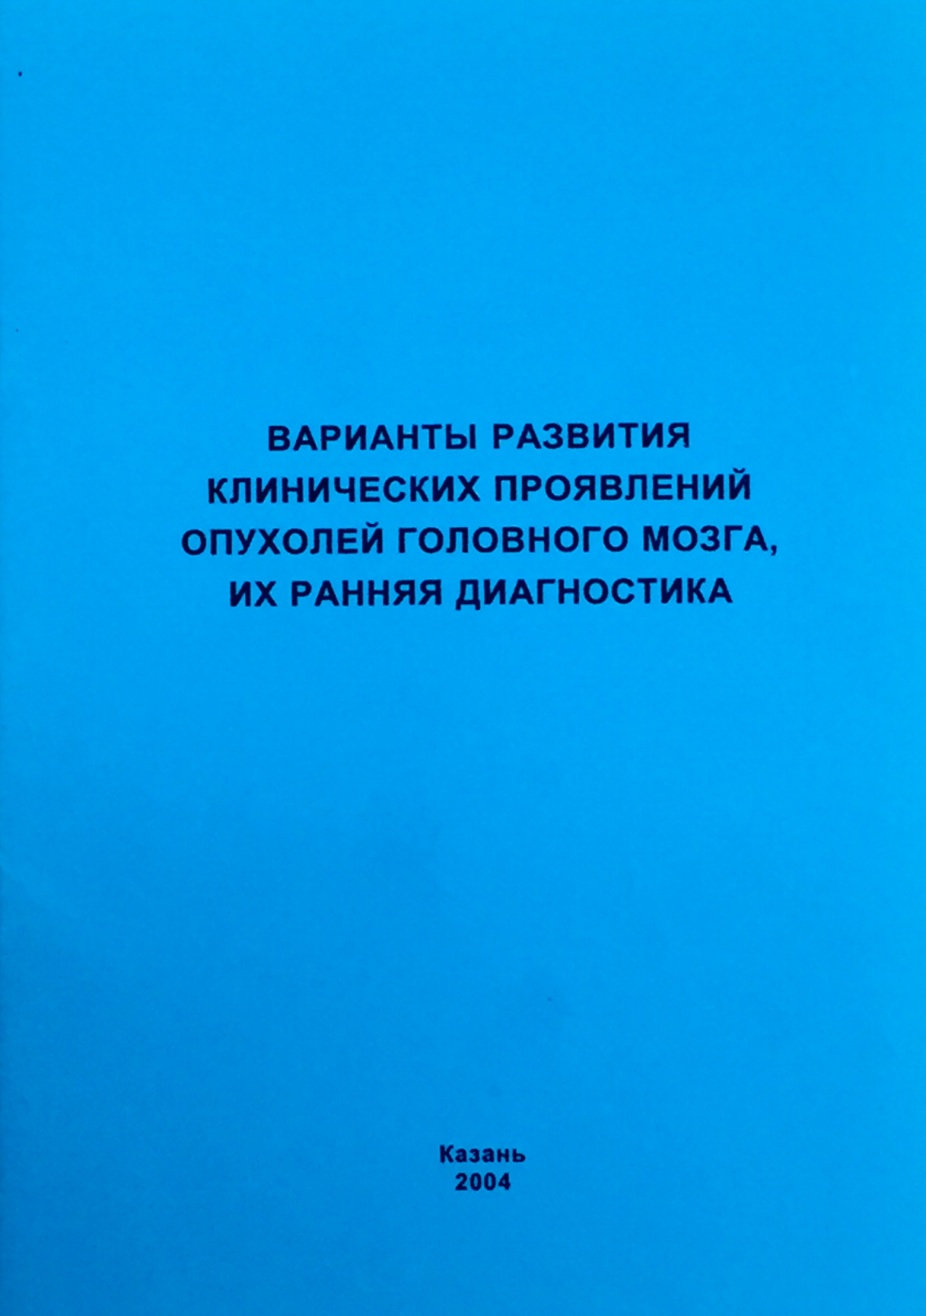 ВАРИАНТЫ РАЗВИТИЯ
КЛИНИЧЕСКИХ ПРОЯВЛЕНИЙ
ОПУХОЛЕЙ ГОЛОВНОГО МОЗГА,
ИХ РАННЯЯ ДИАГНОСТИКА
Казань
2004